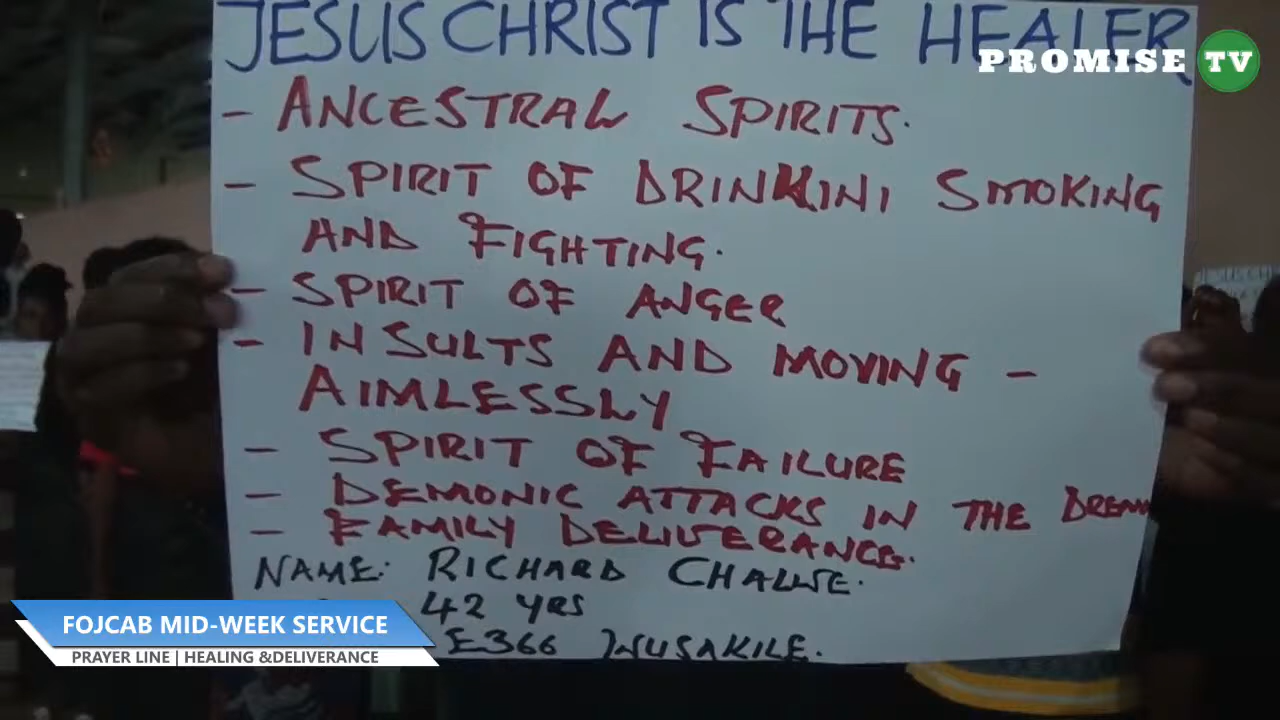 JESUS CHRIST IS THE HEALER
PROMISE TV
- ANCESTRAL SPIRITS.
- SPIRIT OF DRINKINI SMOKING
AND FIGHTING.
- SPIRIT OF ANGER
- INSULTS AND MOVING -
AIMLESSLY
- SPIRIT OF FAILURE
- DEMONIC ATTACKS IN THE DREAM
- FAMILY DELIVERANCE.
NAME: RICHARD CHALWE.
42 yrs
E366
FOJCAB MID-WEEK SERVICE
PRAYER LINE | HEALING &DELIVERANCE